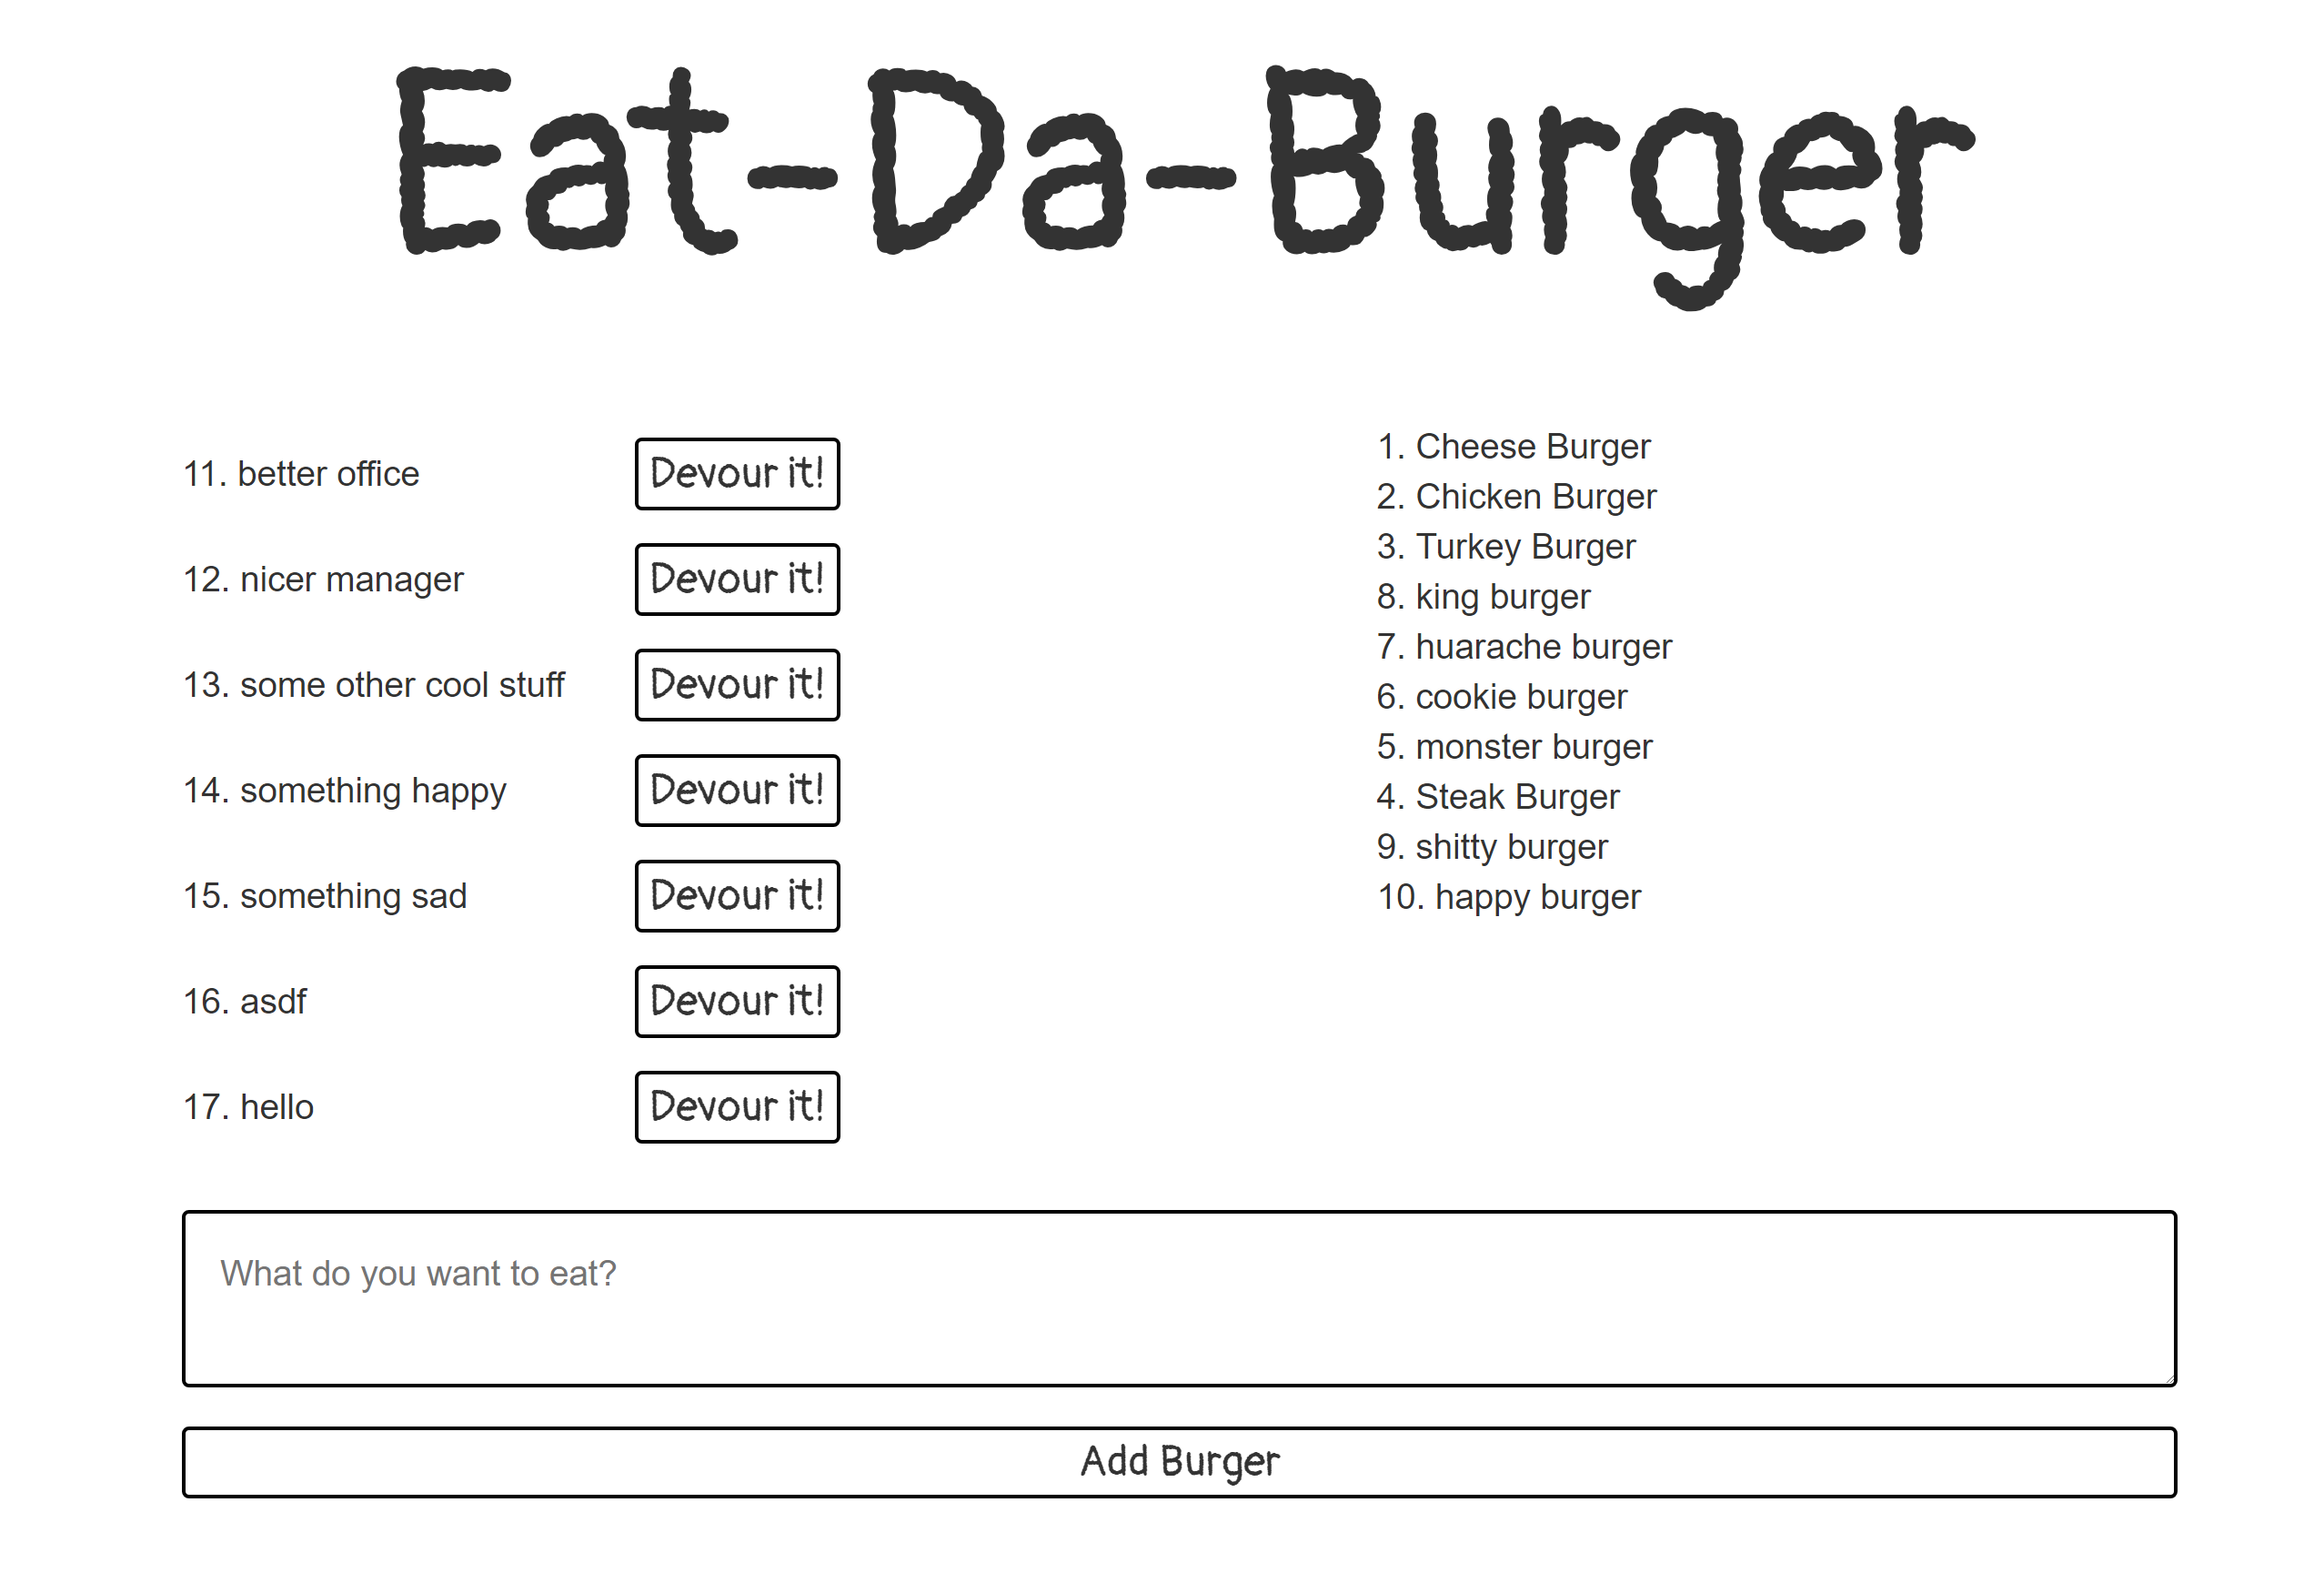 Eat-Da-Burger
11. better office Devour it!
12. nicer manager Devour it!
13. some other cool stuff Devour it!
14. something happy Devour it!
15. something sad Devour it!
16. asdf Devour it!
17. hello Devour it!
1. Cheese Burger
2. Chicken Burger
3. Turkey Burger
8. king burger
7. huarache burger
6. cookie burger
5. monster burger
4. Steak Burger
9. shitty burger
10. happy burger
What do you want to eat?
Add Burger